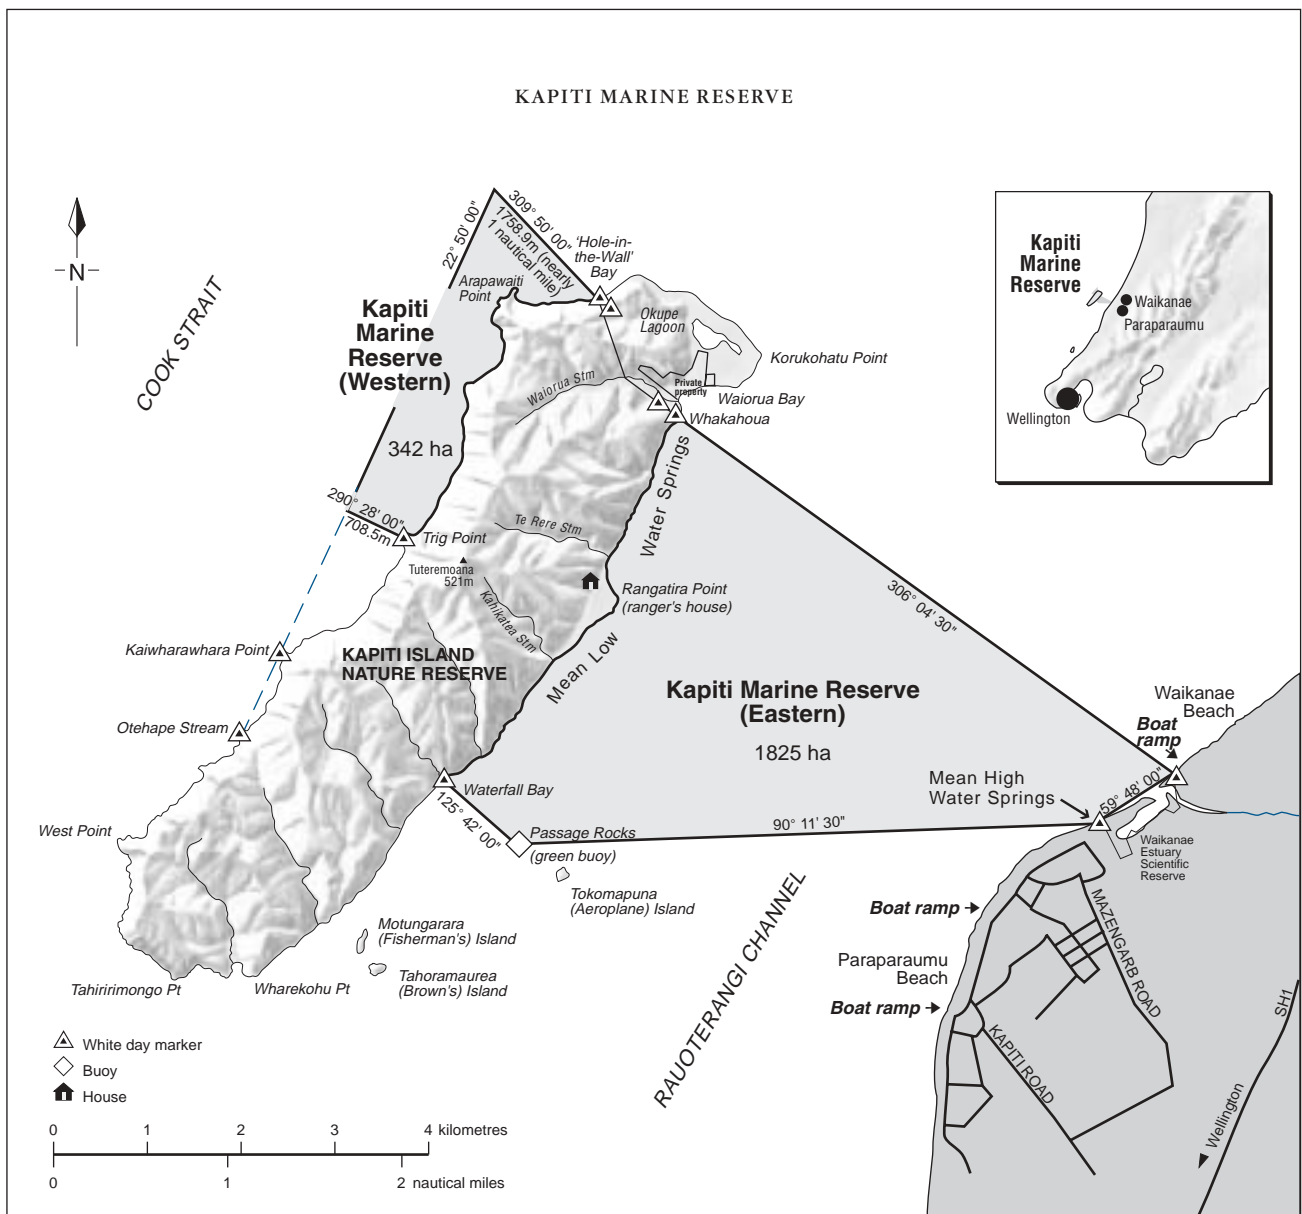 KAPITI MARINE RESERVE
N
COOK STRAIT
22° 50' 00"
309° 50' 00"
1758.9m (nearly
1 nautical mile)
'Hole-in-
the-Wall'
Bay
Arapawaiti
Point
Okupe
Lagoon
Korukohatu Point
Kapiti
Marine
Reserve
(Western)
342 ha
Waiorua Stm
Private
property
Waiorua Bay
Whakahoua
Kapiti
Marine
Reserve
Waikanae
Paraparaumu
Wellington
290° 28' 00"
708.5m
Trig Point
Te Rere Stm
Water Springs
Tuteremoana
521m
Rangatira Point
(ranger's house)
Kahikatea Stm
306° 04' 30"
Kaiwharawhara Point
KAPITI ISLAND
NATURE RESERVE
Mean Low
Kapiti Marine Reserve
(Eastern)
1825 ha
Otehape Stream
Waikanae
Beach
Boat
ramp
Mean High
Water Springs
59° 48' 00"
Waterfall Bay
125° 42' 00"
90° 11' 30"
West Point
Passage Rocks
(green buoy)
Waikanae
Estuary
Scientific
Reserve
Tokomapuna
(Aeroplane) Island
Motungarara
(Fisherman's) Island
Tahoramaurea
(Brown's) Island
Tahiririmongo Pt
Wharekohu Pt
RAUOTERANGI CHANNEL
Boat ramp
Paraparaumu
Beach
Boat ramp
MAZENGARB ROAD
KAPITI ROAD
SH1
Wellington
White day marker
Buoy
House
0 1 2 3 4 kilometres
0 1 2 nautical miles